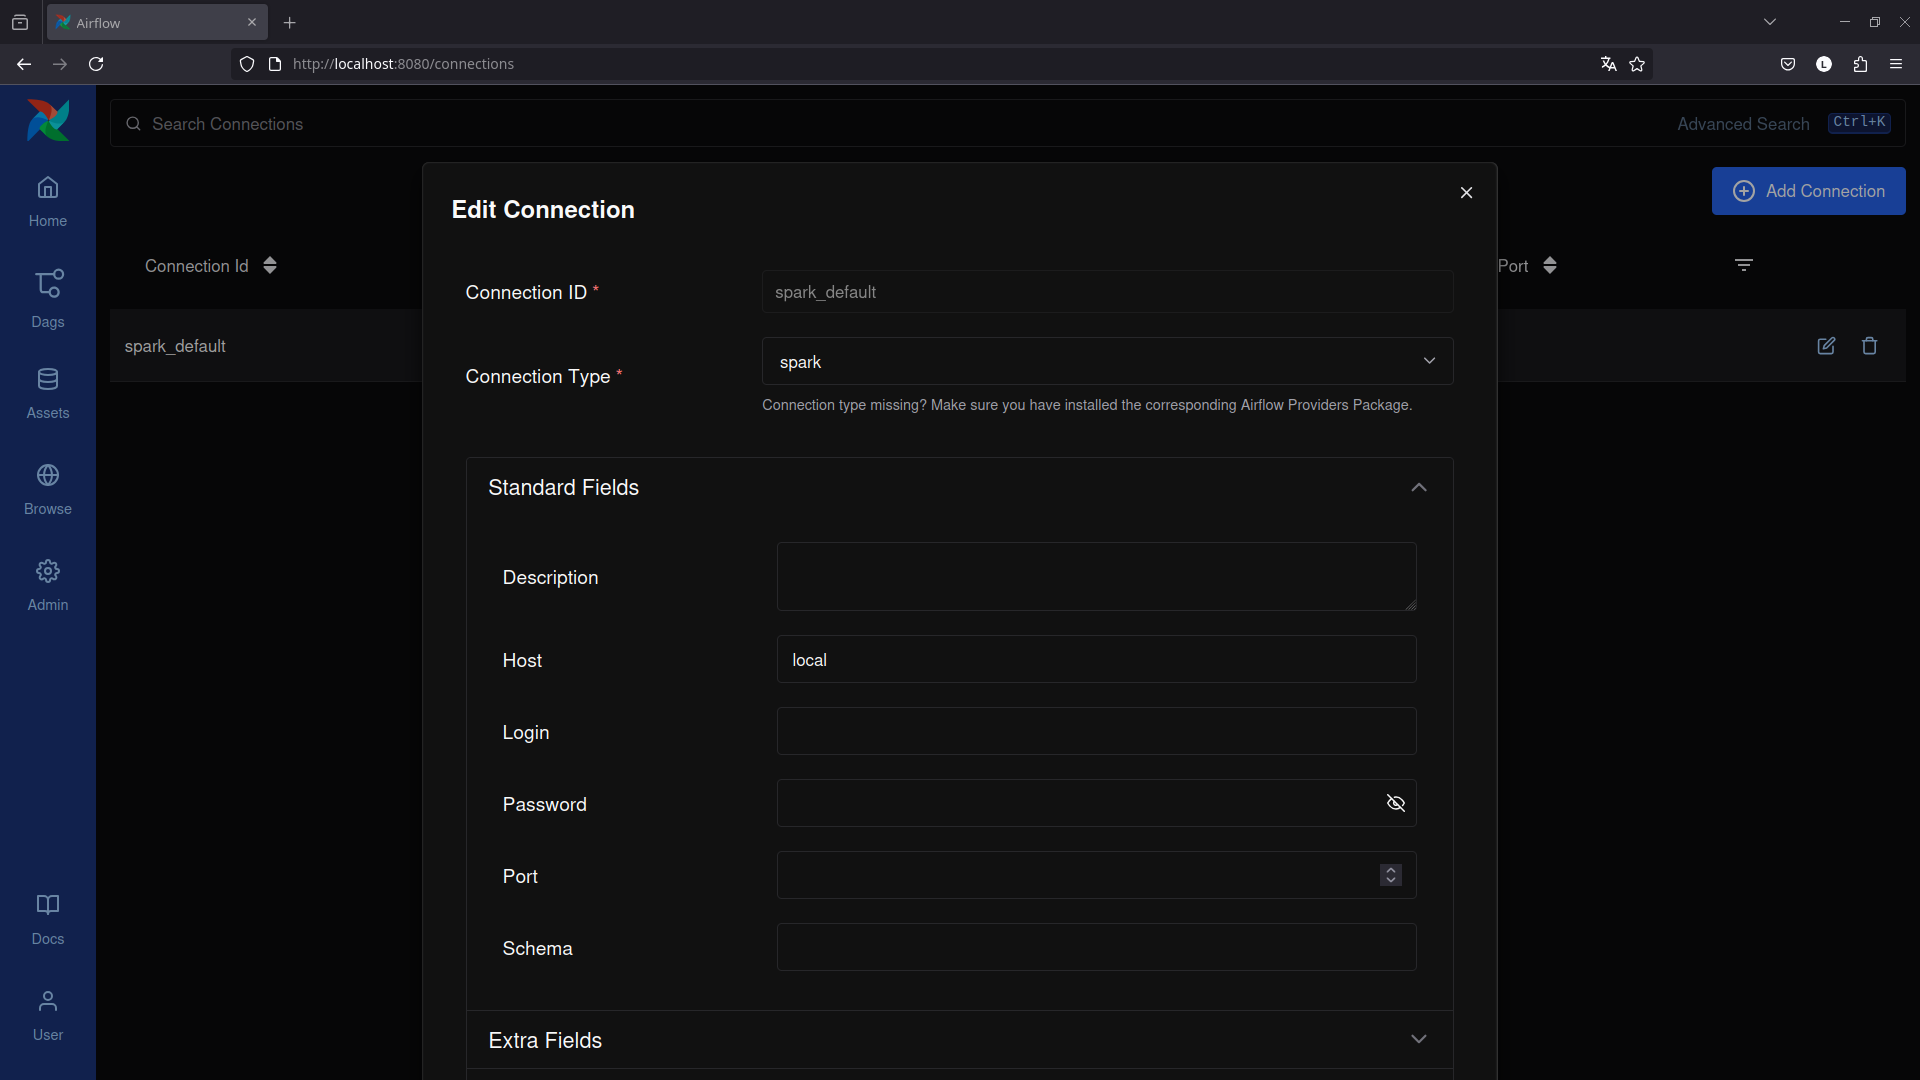 Airflow
http://localhost:8080/connections
L
Search Connections
Advanced Search
Ctrl+K
Add Connection
Home
Dags
Assets
Browse
Admin
Docs
User
Connection Id
Port
spark_default
Edit Connection
Connection ID *
spark_default
Connection Type *
spark
Connection type missing? Make sure you have installed the corresponding Airflow Providers Package.
Standard Fields
Description
Host
local
Login
Password
Port
Schema
Extra Fields